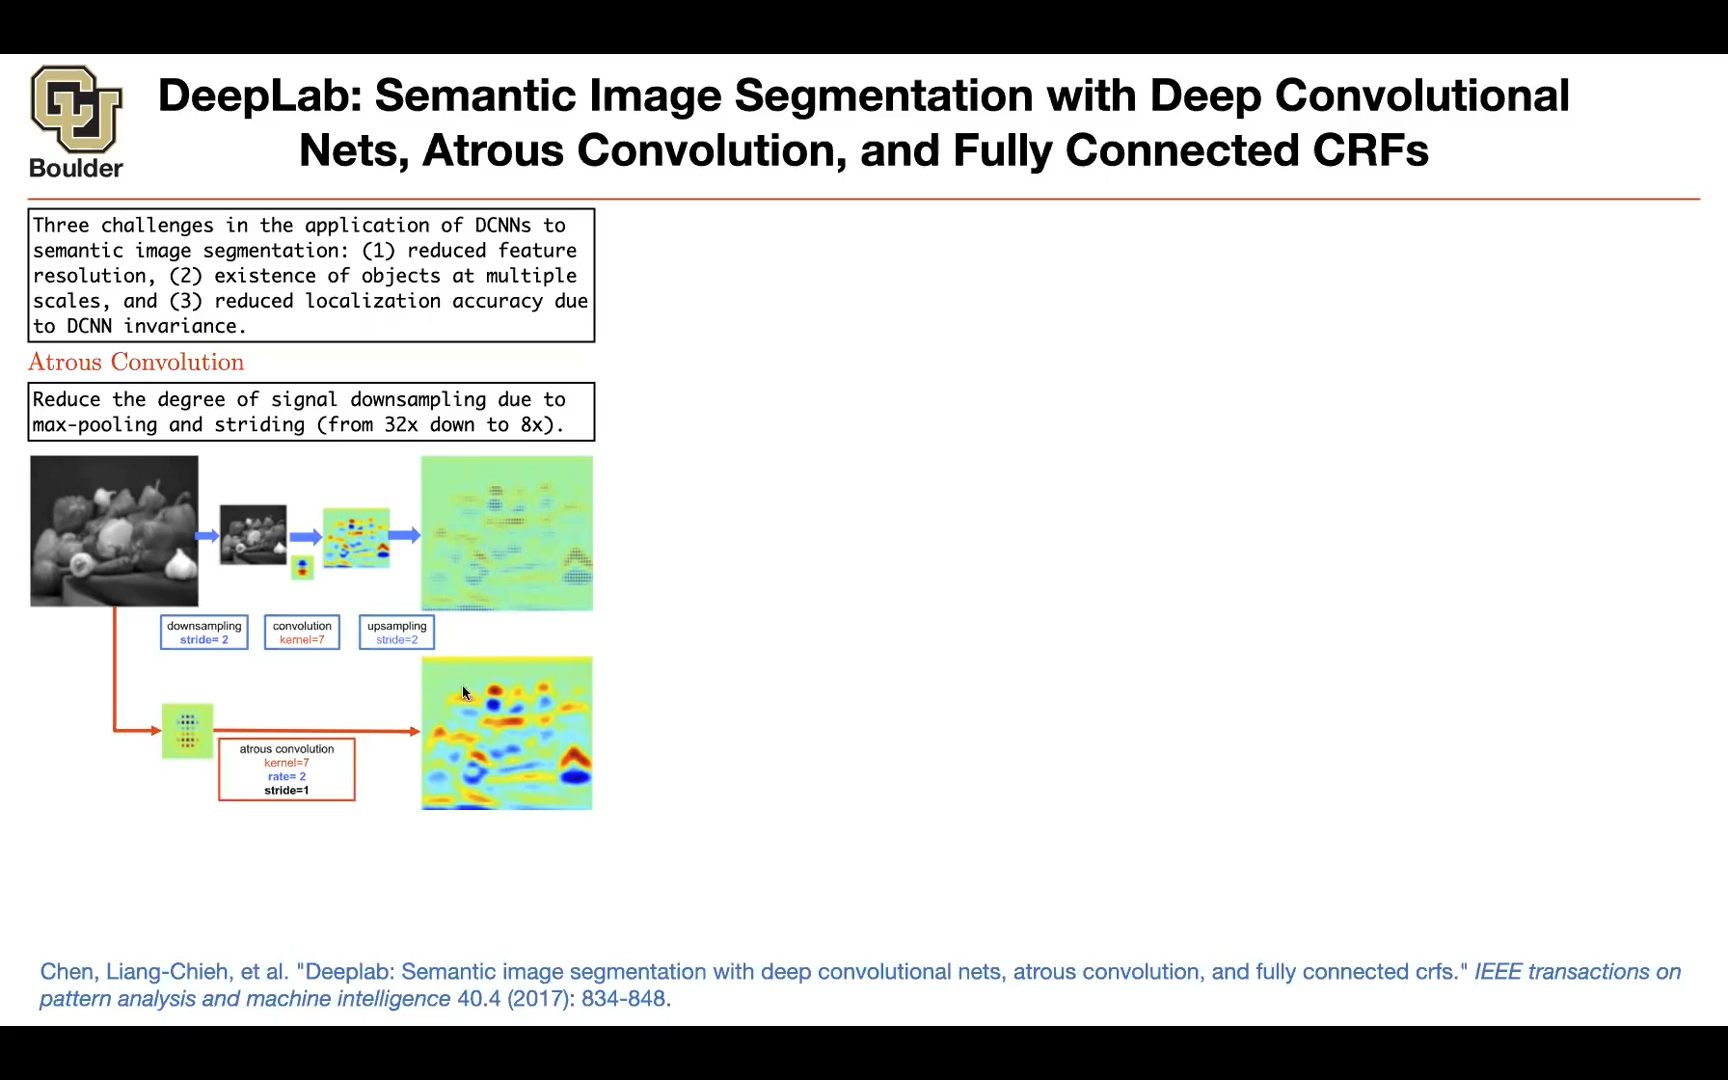 DeepLab: Semantic Image Segmentation with Deep Convolutional
Nets, Atrous Convolution, and Fully Connected CRFs
CU
Boulder
Three challenges in the application of DCNNs to
semantic image segmentation: (1) reduced feature
resolution, (2) existence of objects at multiple
scales, and (3) reduced localization accuracy due
to DCNN invariance.
Atrous Convolution
Reduce the degree of signal downsampling due to
max-pooling and striding (from 32x down to 8x).
downsampling
stride= 2
convolution
kernel=7
upsampling
stride=2
atrous convolution
kernel=7
rate= 2
stride=1
Chen, Liang-Chieh, et al. "Deeplab: Semantic image segmentation with deep convolutional nets, atrous convolution, and fully connected crfs." IEEE transactions on
pattern analysis and machine intelligence 40.4 (2017): 834-848.